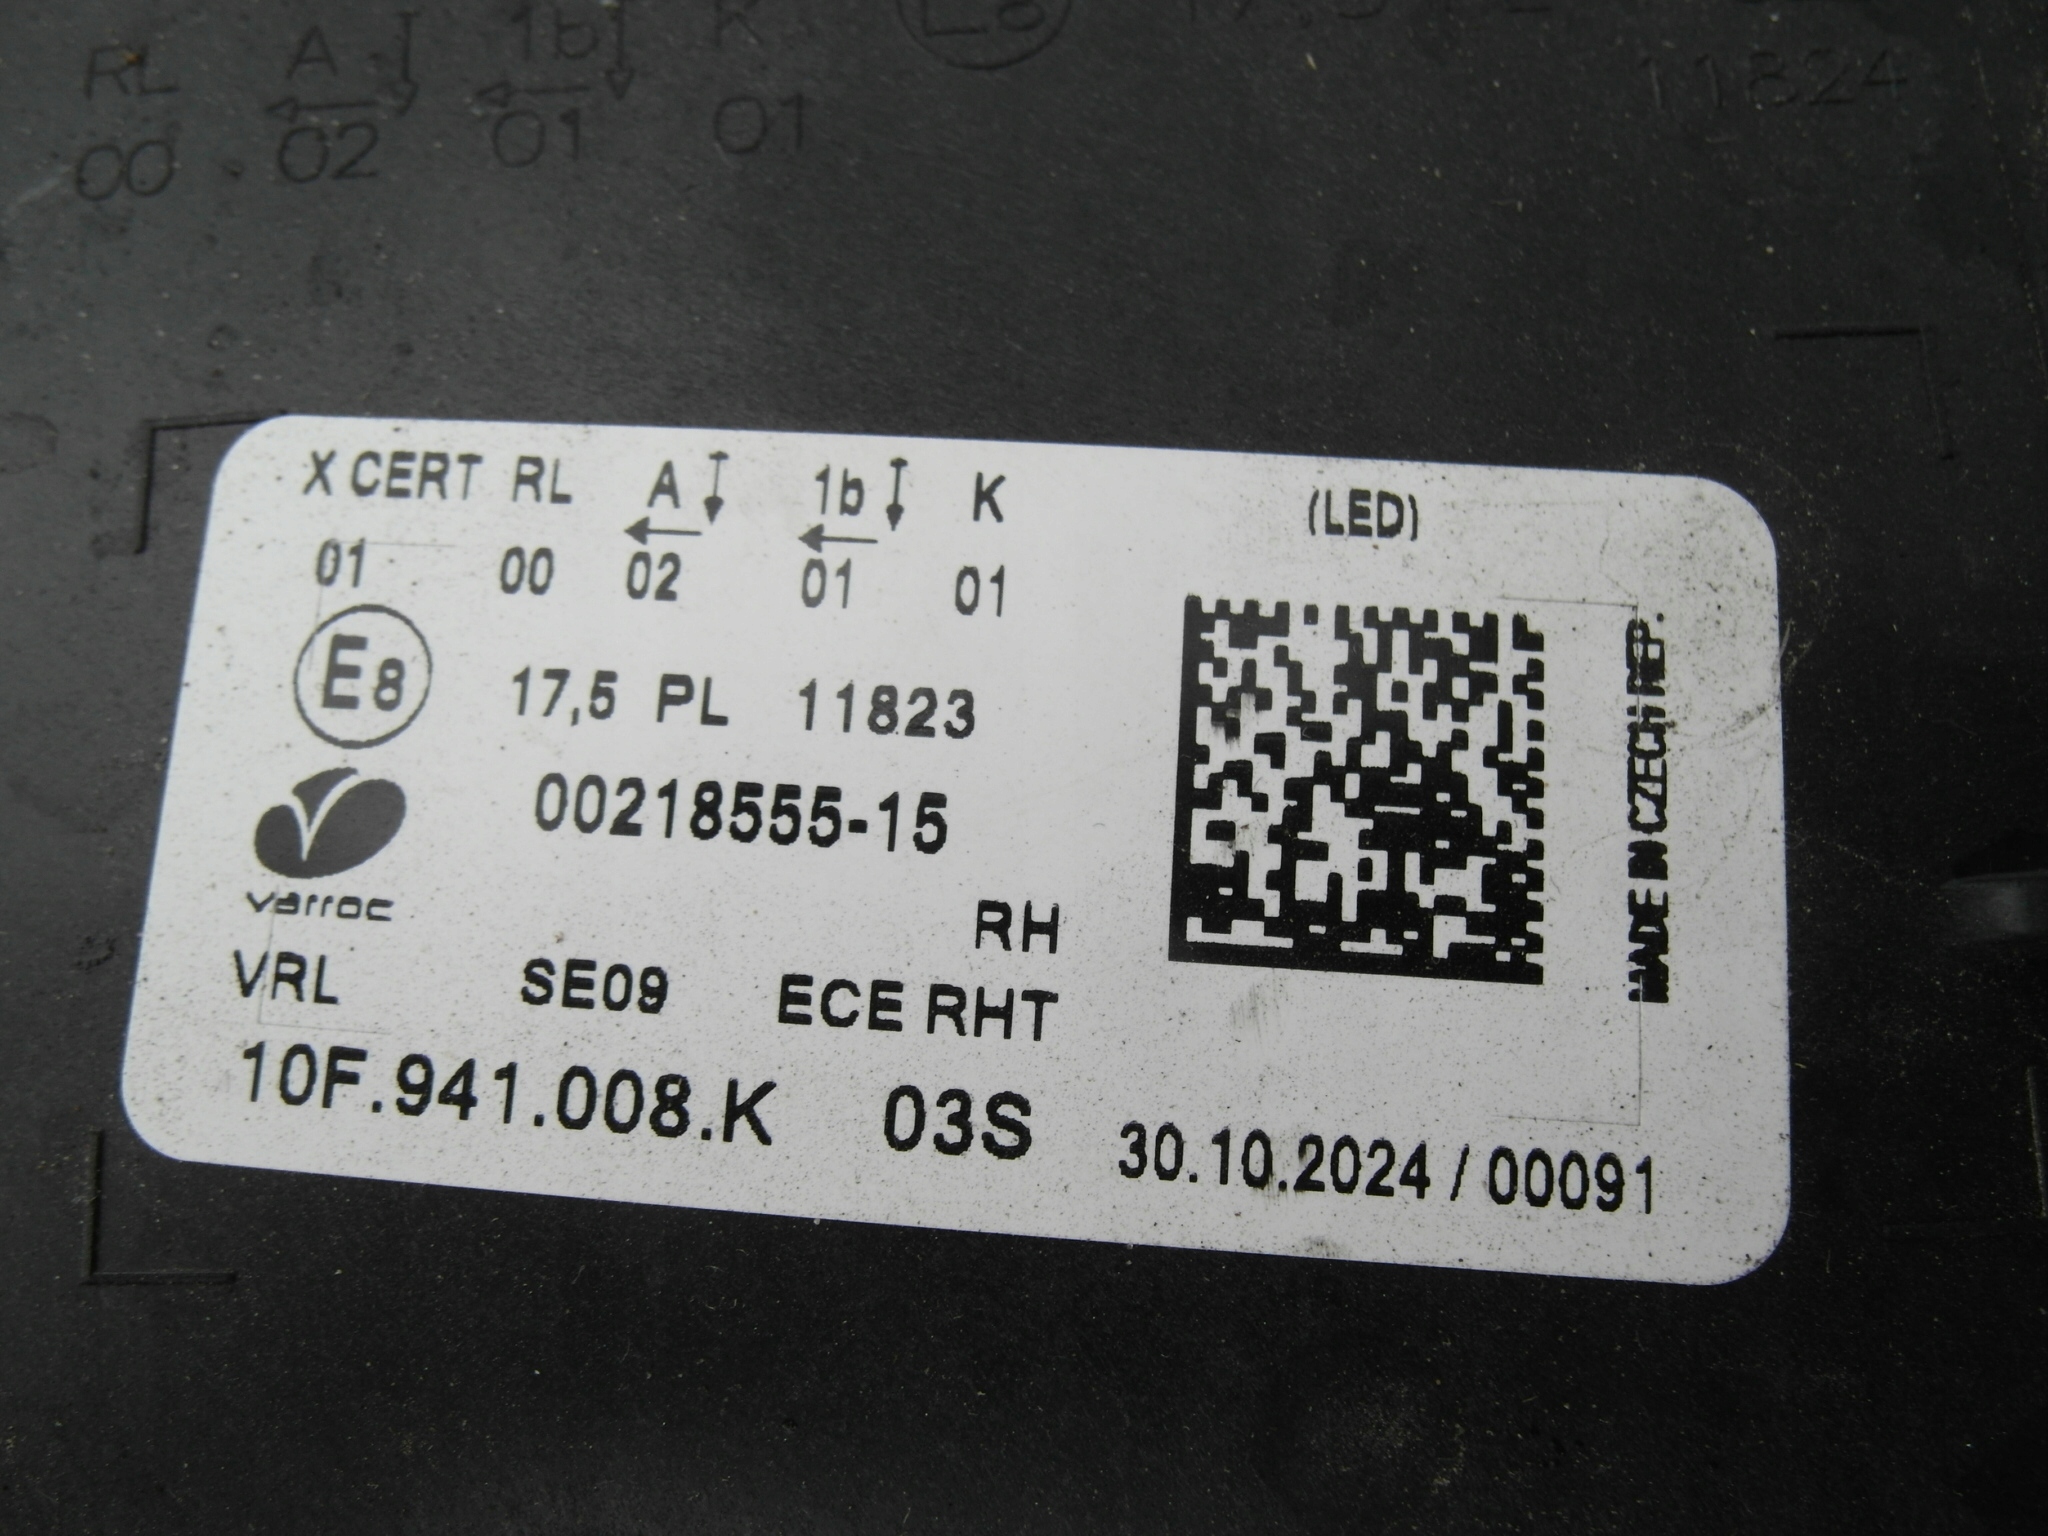 RL A 1b K
00 02 01 01
11824
X CERT RL A 1b K (LED)
01 00 02 01 01
E8 17,5 PL 11823
00218555-15
varroc
RH
VRL SE09 ECE RHT
10F.941.008.K 03S
30.10.2024 / 00091
MADE IN CZECH REP.